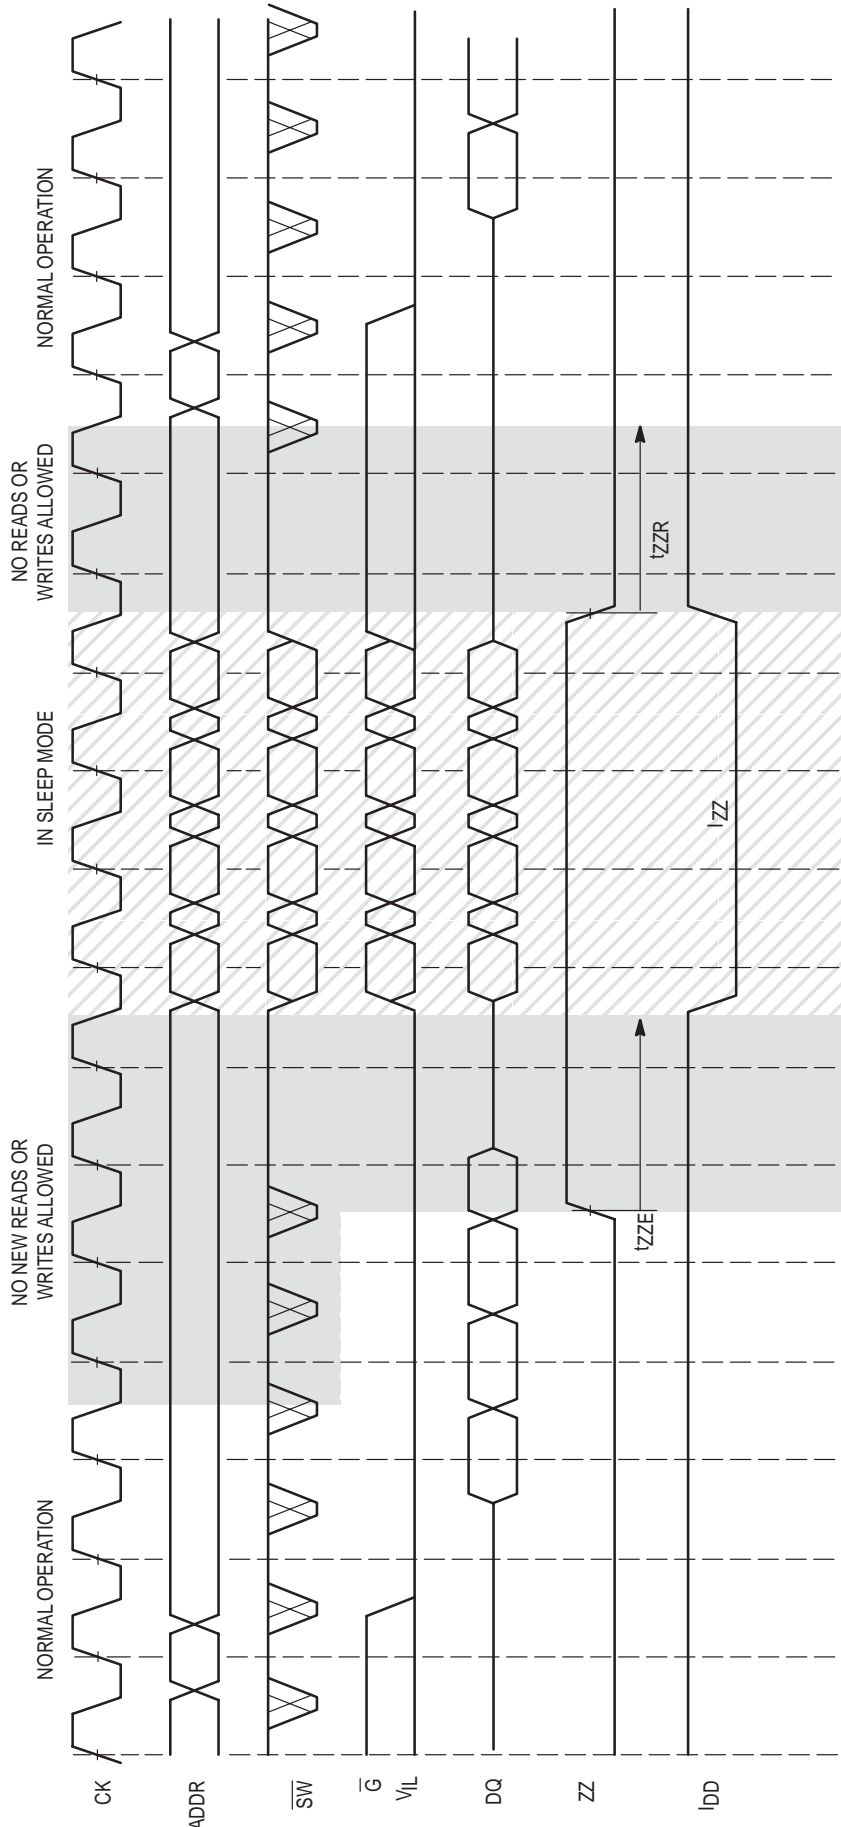 NORMAL OPERATION
NO NEW READS OR
WRITES ALLOWED
IN SLEEP MODE
NO READS OR
WRITES ALLOWED
NORMAL OPERATION
CK
ADDR
SW
G
VIL
DQ
ZZ
tZZE
tZZR
IDD
IZZ